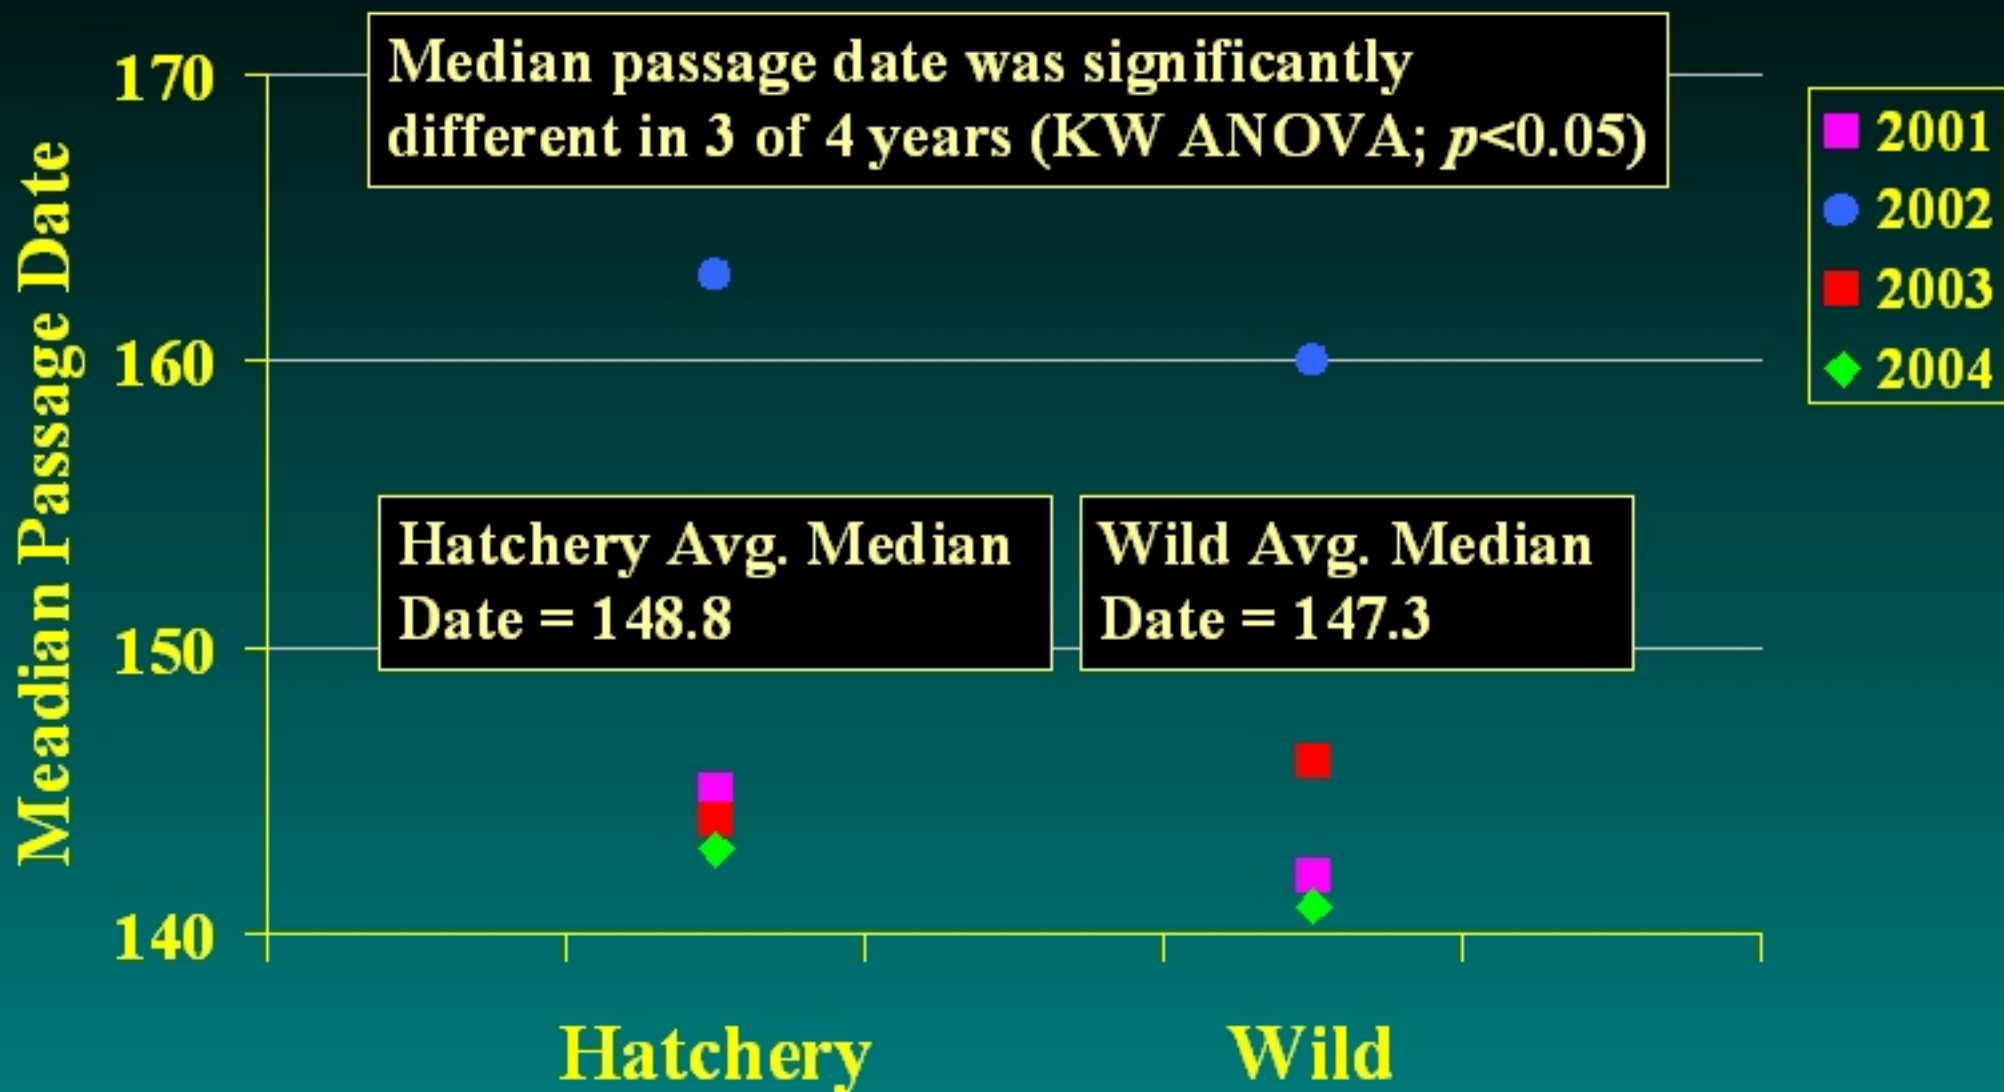 Median passage date was significantly
different in 3 of 4 years (KW ANOVA; p<0.05)
170
160
150
140
Meadian Passage Date
2001
2002
2003
2004
Hatchery Avg. Median
Date = 148.8
Wild Avg. Median
Date = 147.3
Hatchery
Wild